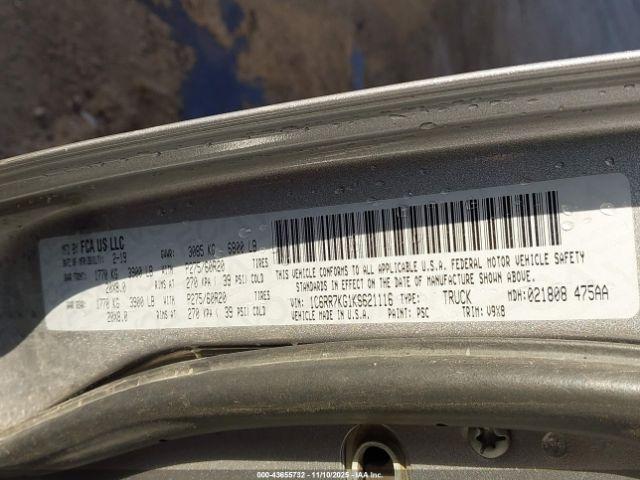 MFD BY FCA US LLC
DATE OF MFR 2-19 GVWR: 3085 KG 6800 LB
1770 KG 3900 LB WITH P275/60R20 TIRES
20X8.0 RIMS AT 270 KPA ( 39 PSI) COLD
1770 KG 3900 LB WITH P275/60R20 TIRES
20X8.0 RIMS AT 270 KPA ( 39 PSI) COLD
THIS VEHICLE CONFORMS TO ALL APPLICABLE U.S.A. FEDERAL MOTOR VEHICLE SAFETY
STANDARDS IN EFFECT ON THE DATE OF MANUFACTURE SHOWN ABOVE.
VIN: 1C6RR7KG1KS621116 TYPE: TRUCK MDH: 021808 475AA
VEHICLE MADE IN U.S.A. PAINT: PSC TRIM: V9X8
000-43655732 - 11/10/2025 - IAA Inc.